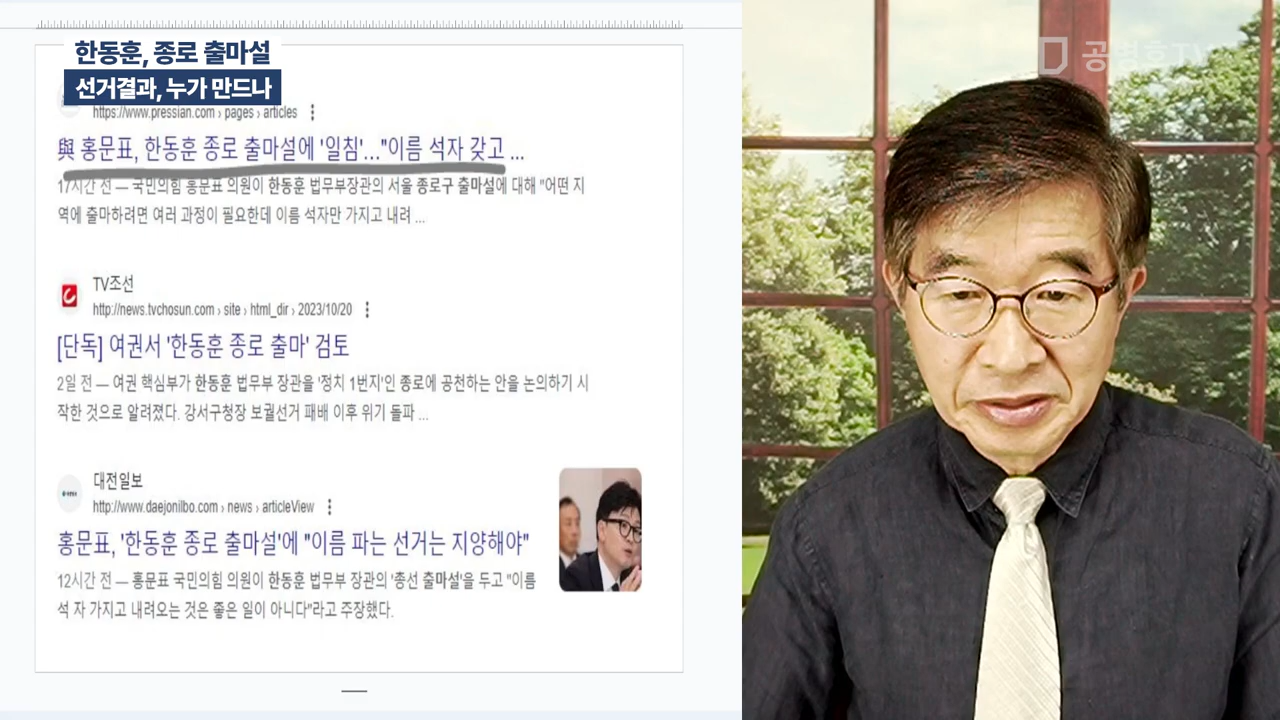 한동훈, 종로 출마설
선거결과, 누가 만드나
공병호TV
https://www.pressian.com › pages › articles
與 홍문표, 한동훈 종로 출마설에 '일침'..."이름 석자 갖고 ...
17시간 전 — 국민의힘 홍문표 의원이 한동훈 법무부장관의 서울 종로구 출마설에 대해 "어떤 지
역에 출마하려면 여러 과정이 필요한데 이름 석자만 가지고 내려 ...
TV조선
http://news.tvchosun.com › site › html_dir › 2023/10/20
[단독] 여권서 '한동훈 종로 출마' 검토
2일 전 — 여권 핵심부가 한동훈 법무부 장관을 '정치 1번지'인 종로에 공천하는 안을 논의하기 시
작한 것으로 알려졌다. 강서구청장 보궐선거 패배 이후 위기 돌파 ...
대전일보
http://www.daejonilbo.com › news › articleView
홍문표, '한동훈 종로 출마설'에 "이름 파는 선거는 지양해야"
12시간 전 — 홍문표 국민의힘 의원이 한동훈 법무부 장관의 '총선 출마설'을 두고 "이름
석 자 가지고 내려오는 것은 좋은 일이 아니다"라고 주장했다.